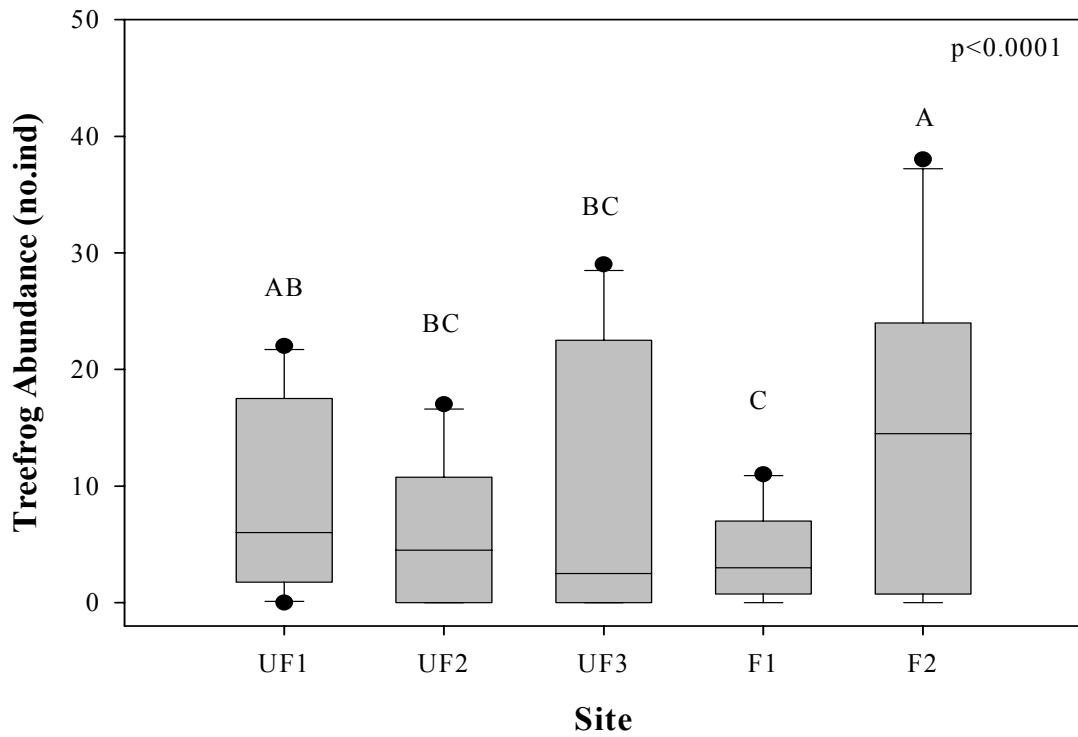 50
p<0.0001
40
A
30
BC
AB
BC
20
C
10
0
Treefrog Abundance (no.ind)
UF1 UF2 UF3 F1 F2
Site